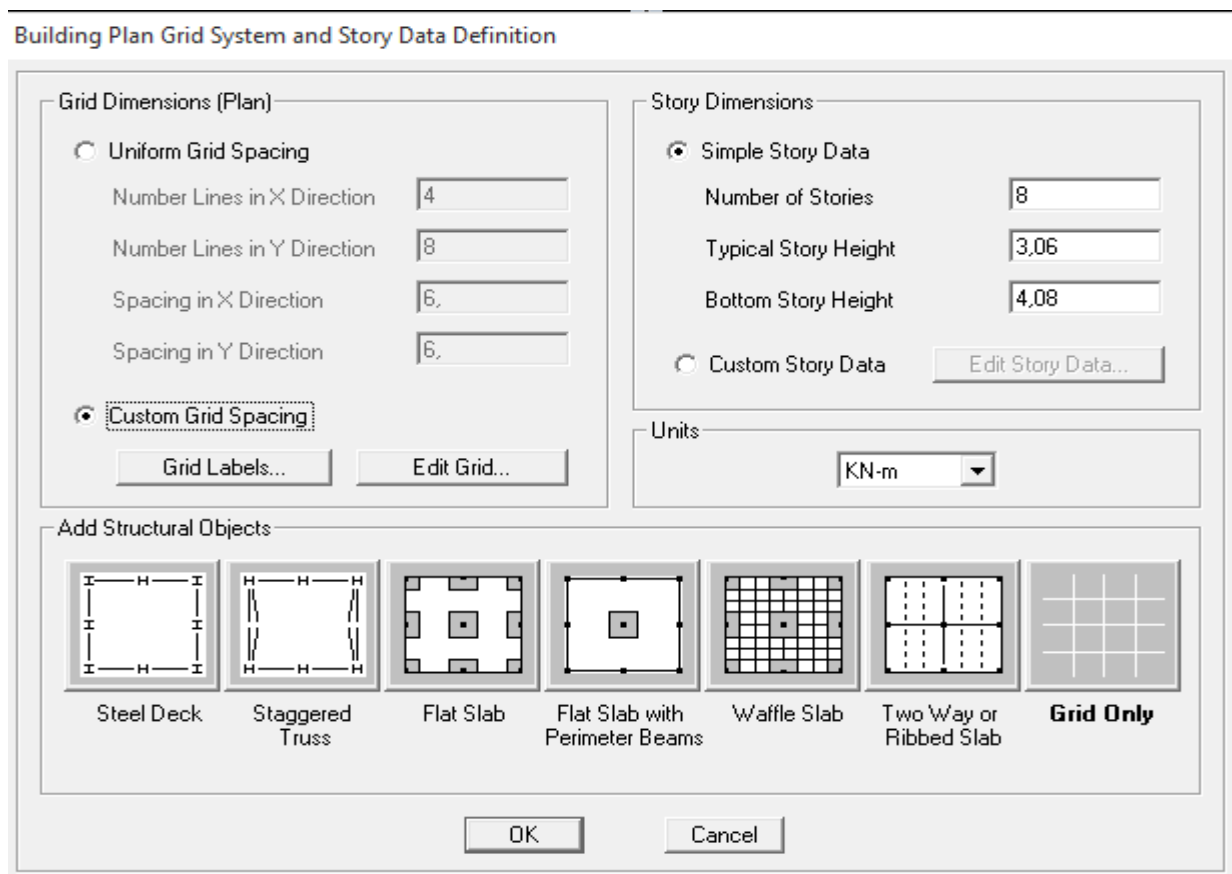 Building Plan Grid System and Story Data Definition
Grid Dimensions (Plan)
Uniform Grid Spacing
Number Lines in X Direction 4
Number Lines in Y Direction 8
Spacing in X Direction 6,
Spacing in Y Direction 6,
Custom Grid Spacing
Grid Labels... Edit Grid...
Story Dimensions
Simple Story Data
Number of Stories 8
Typical Story Height 3,06
Bottom Story Height 4,08
Custom Story Data Edit Story Data...
Units
KN-m
Add Structural Objects
Steel Deck
Staggered
Truss
Flat Slab
Flat Slab with
Perimeter Beams
Waffle Slab
Two Way or
Ribbed Slab
Grid Only
OK Cancel